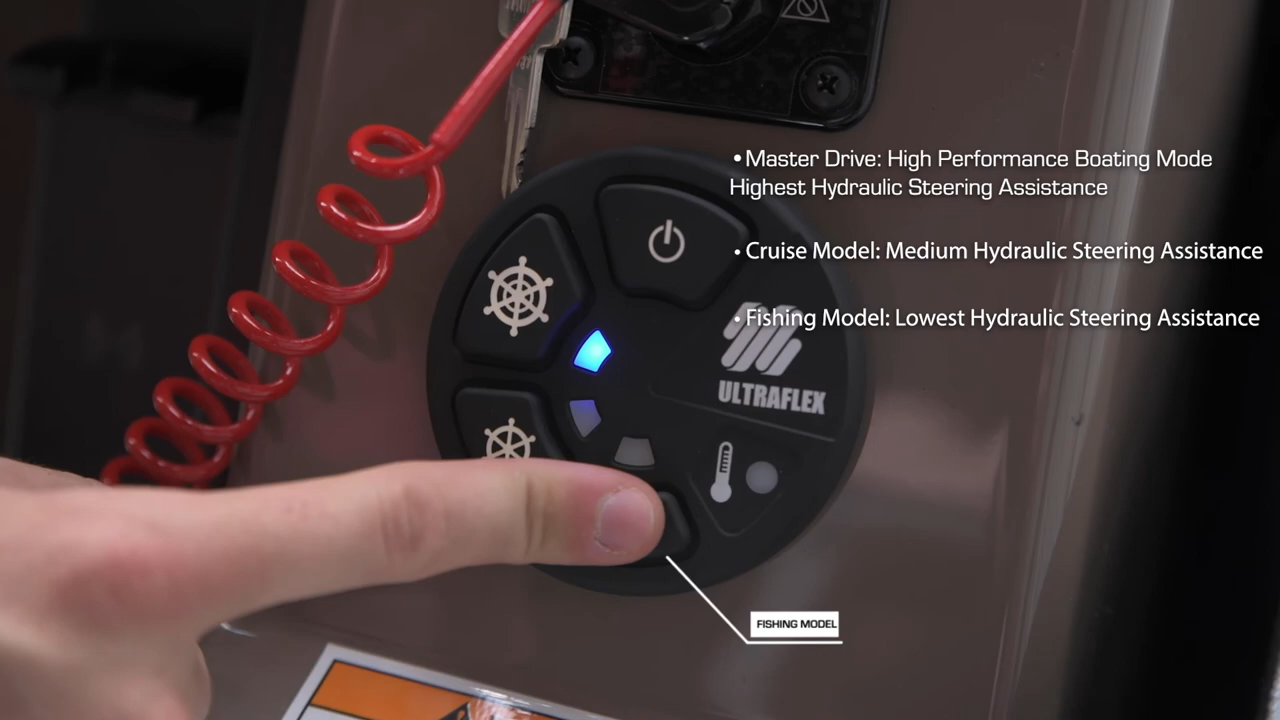 •Master Drive: High Performance Boating Mode
Highest Hydraulic Steering Assistance
•Cruise Model: Medium Hydraulic Steering Assistance
•Fishing Model: Lowest Hydraulic Steering Assistance
ULTRAFLEX
FISHING MODEL